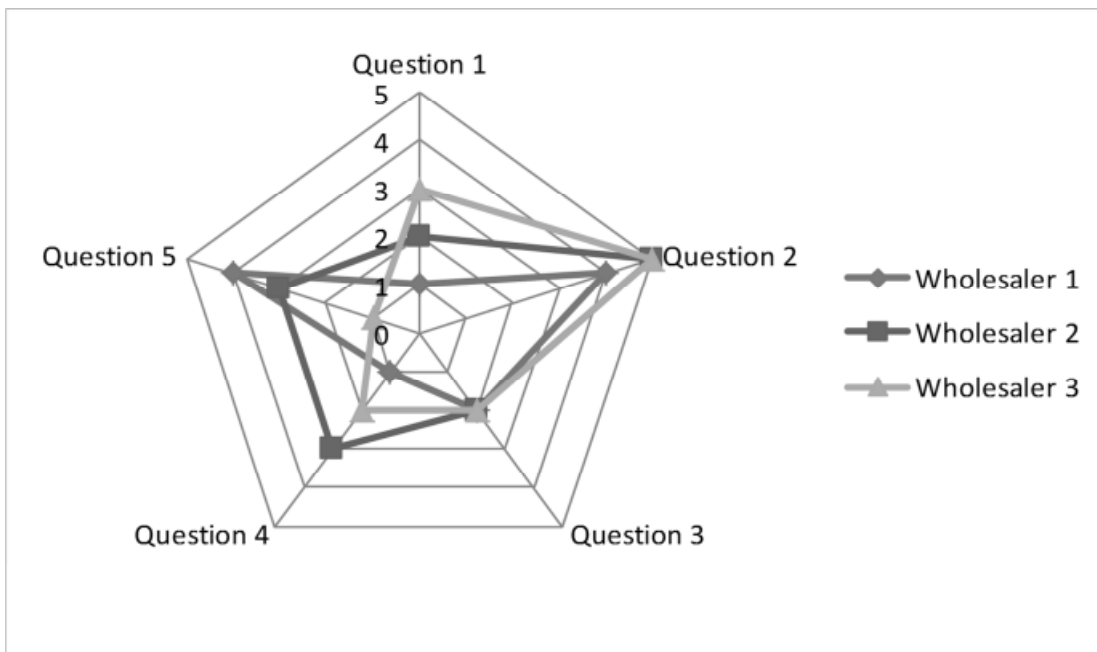 Question 1
5
4
3
2
1
0
Question 2
Question 3
Question 4
Question 5
Wholesaler 1
Wholesaler 2
Wholesaler 3